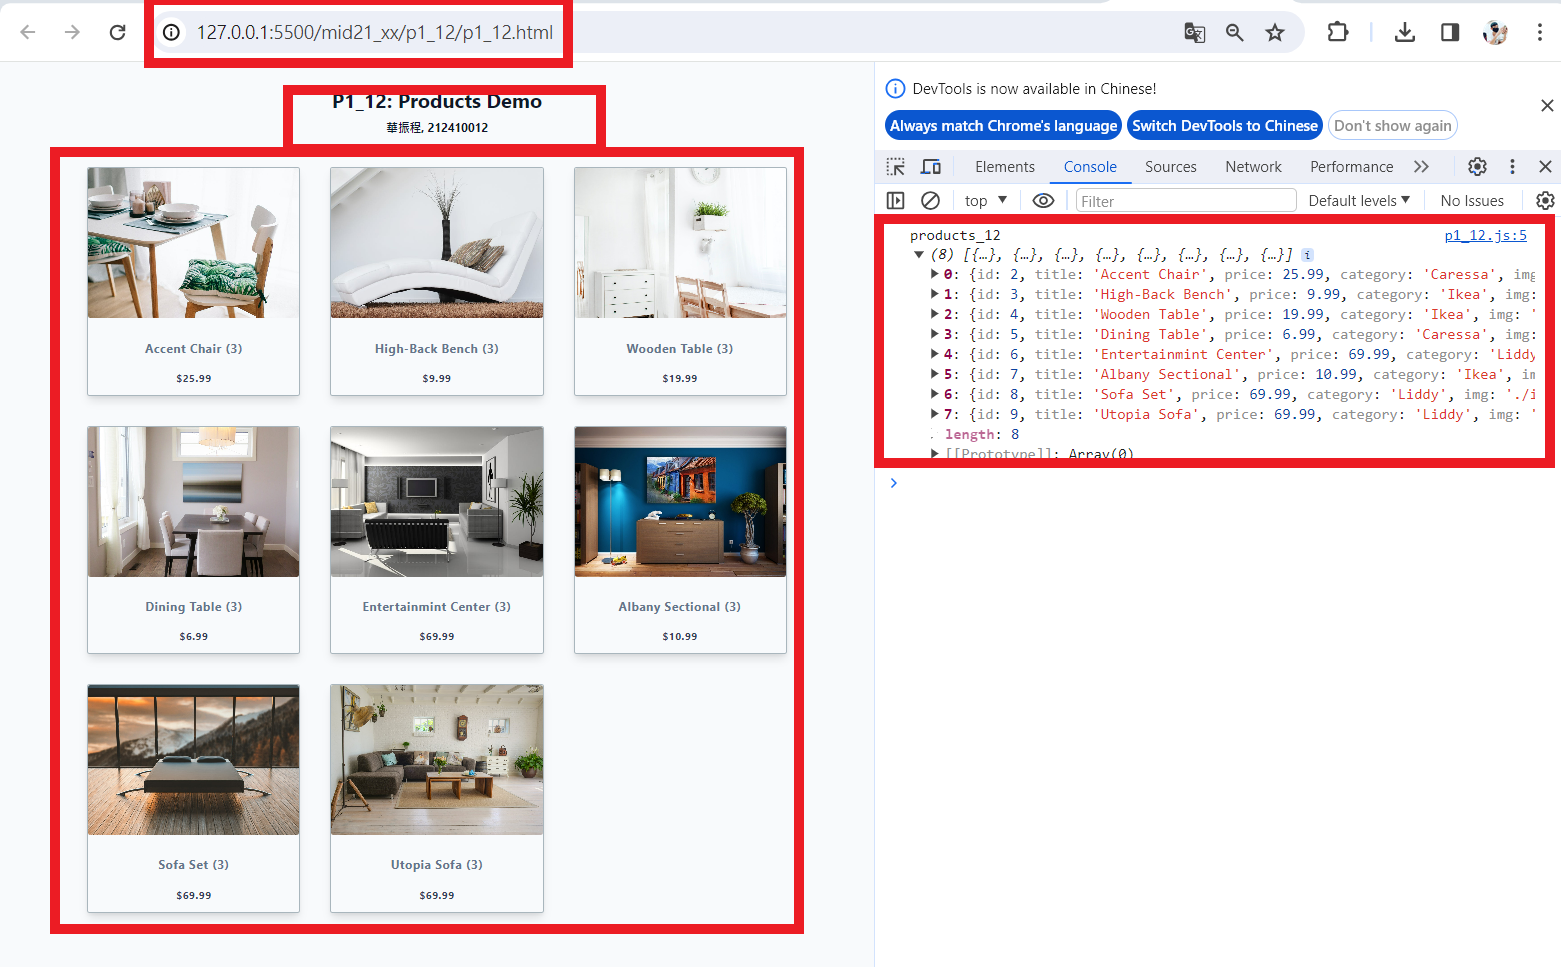 127.0.0.1:5500/mid21_xx/p1_12/p1_12.html
P1_12: Products Demo
華振程, 212410012
Accent Chair (3)
$25.99
High-Back Bench (3)
$9.99
Wooden Table (3)
$19.99
Dining Table (3)
$6.99
Entertainmint Center (3)
$69.99
Albany Sectional (3)
$10.99
Sofa Set (3)
$69.99
Utopia Sofa (3)
$69.99
DevTools is now available in Chinese!
Always match Chrome's language
Switch DevTools to Chinese
Don't show again
Elements Console Sources Network Performance
top Filter Default levels No Issues
products_12 p1_12.js:5
(8) [{…}, {…}, {…}, {…}, {…}, {…}, {…}, {…}]
0: {id: 2, title: 'Accent Chair', price: 25.99, category: 'Caressa', img
1: {id: 3, title: 'High-Back Bench', price: 9.99, category: 'Ikea', img:
2: {id: 4, title: 'Wooden Table', price: 19.99, category: 'Ikea', img: '
3: {id: 5, title: 'Dining Table', price: 6.99, category: 'Caressa', img:
4: {id: 6, title: 'Entertainmint Center', price: 69.99, category: 'Liddy
5: {id: 7, title: 'Albany Sectional', price: 10.99, category: 'Ikea', im
6: {id: 8, title: 'Sofa Set', price: 69.99, category: 'Liddy', img: './i
7: {id: 9, title: 'Utopia Sofa', price: 69.99, category: 'Liddy', img: '
length: 8
[[Prototype]]: Array(0)